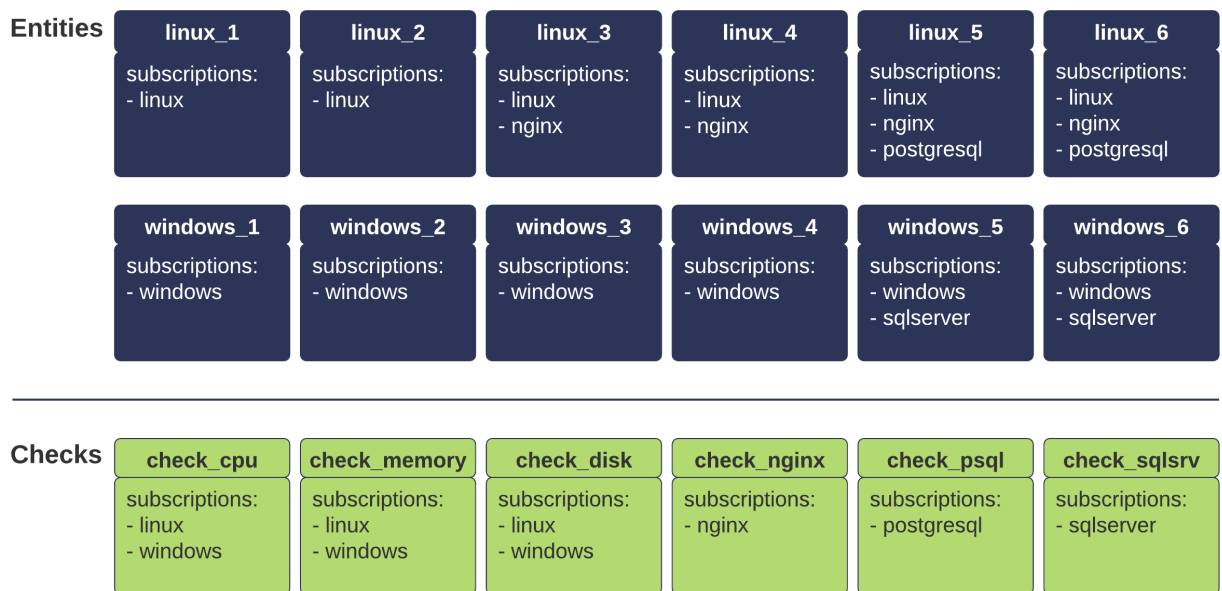 Entities
linux_1
subscriptions:
- linux
linux_2
subscriptions:
- linux
linux_3
subscriptions:
- linux
- nginx
linux_4
subscriptions:
- linux
- nginx
linux_5
subscriptions:
- linux
- nginx
- postgresql
linux_6
subscriptions:
- linux
- nginx
- postgresql
windows_1
subscriptions:
- windows
windows_2
subscriptions:
- windows
windows_3
subscriptions:
- windows
windows_4
subscriptions:
- windows
windows_5
subscriptions:
- windows
- sqlserver
windows_6
subscriptions:
- windows
- sqlserver
Checks
check_cpu
subscriptions:
- linux
- windows
check_memory
subscriptions:
- linux
- windows
check_disk
subscriptions:
- linux
- windows
check_nginx
subscriptions:
- nginx
check_psql
subscriptions:
- postgresql
check_sqlsrv
subscriptions:
- sqlserver